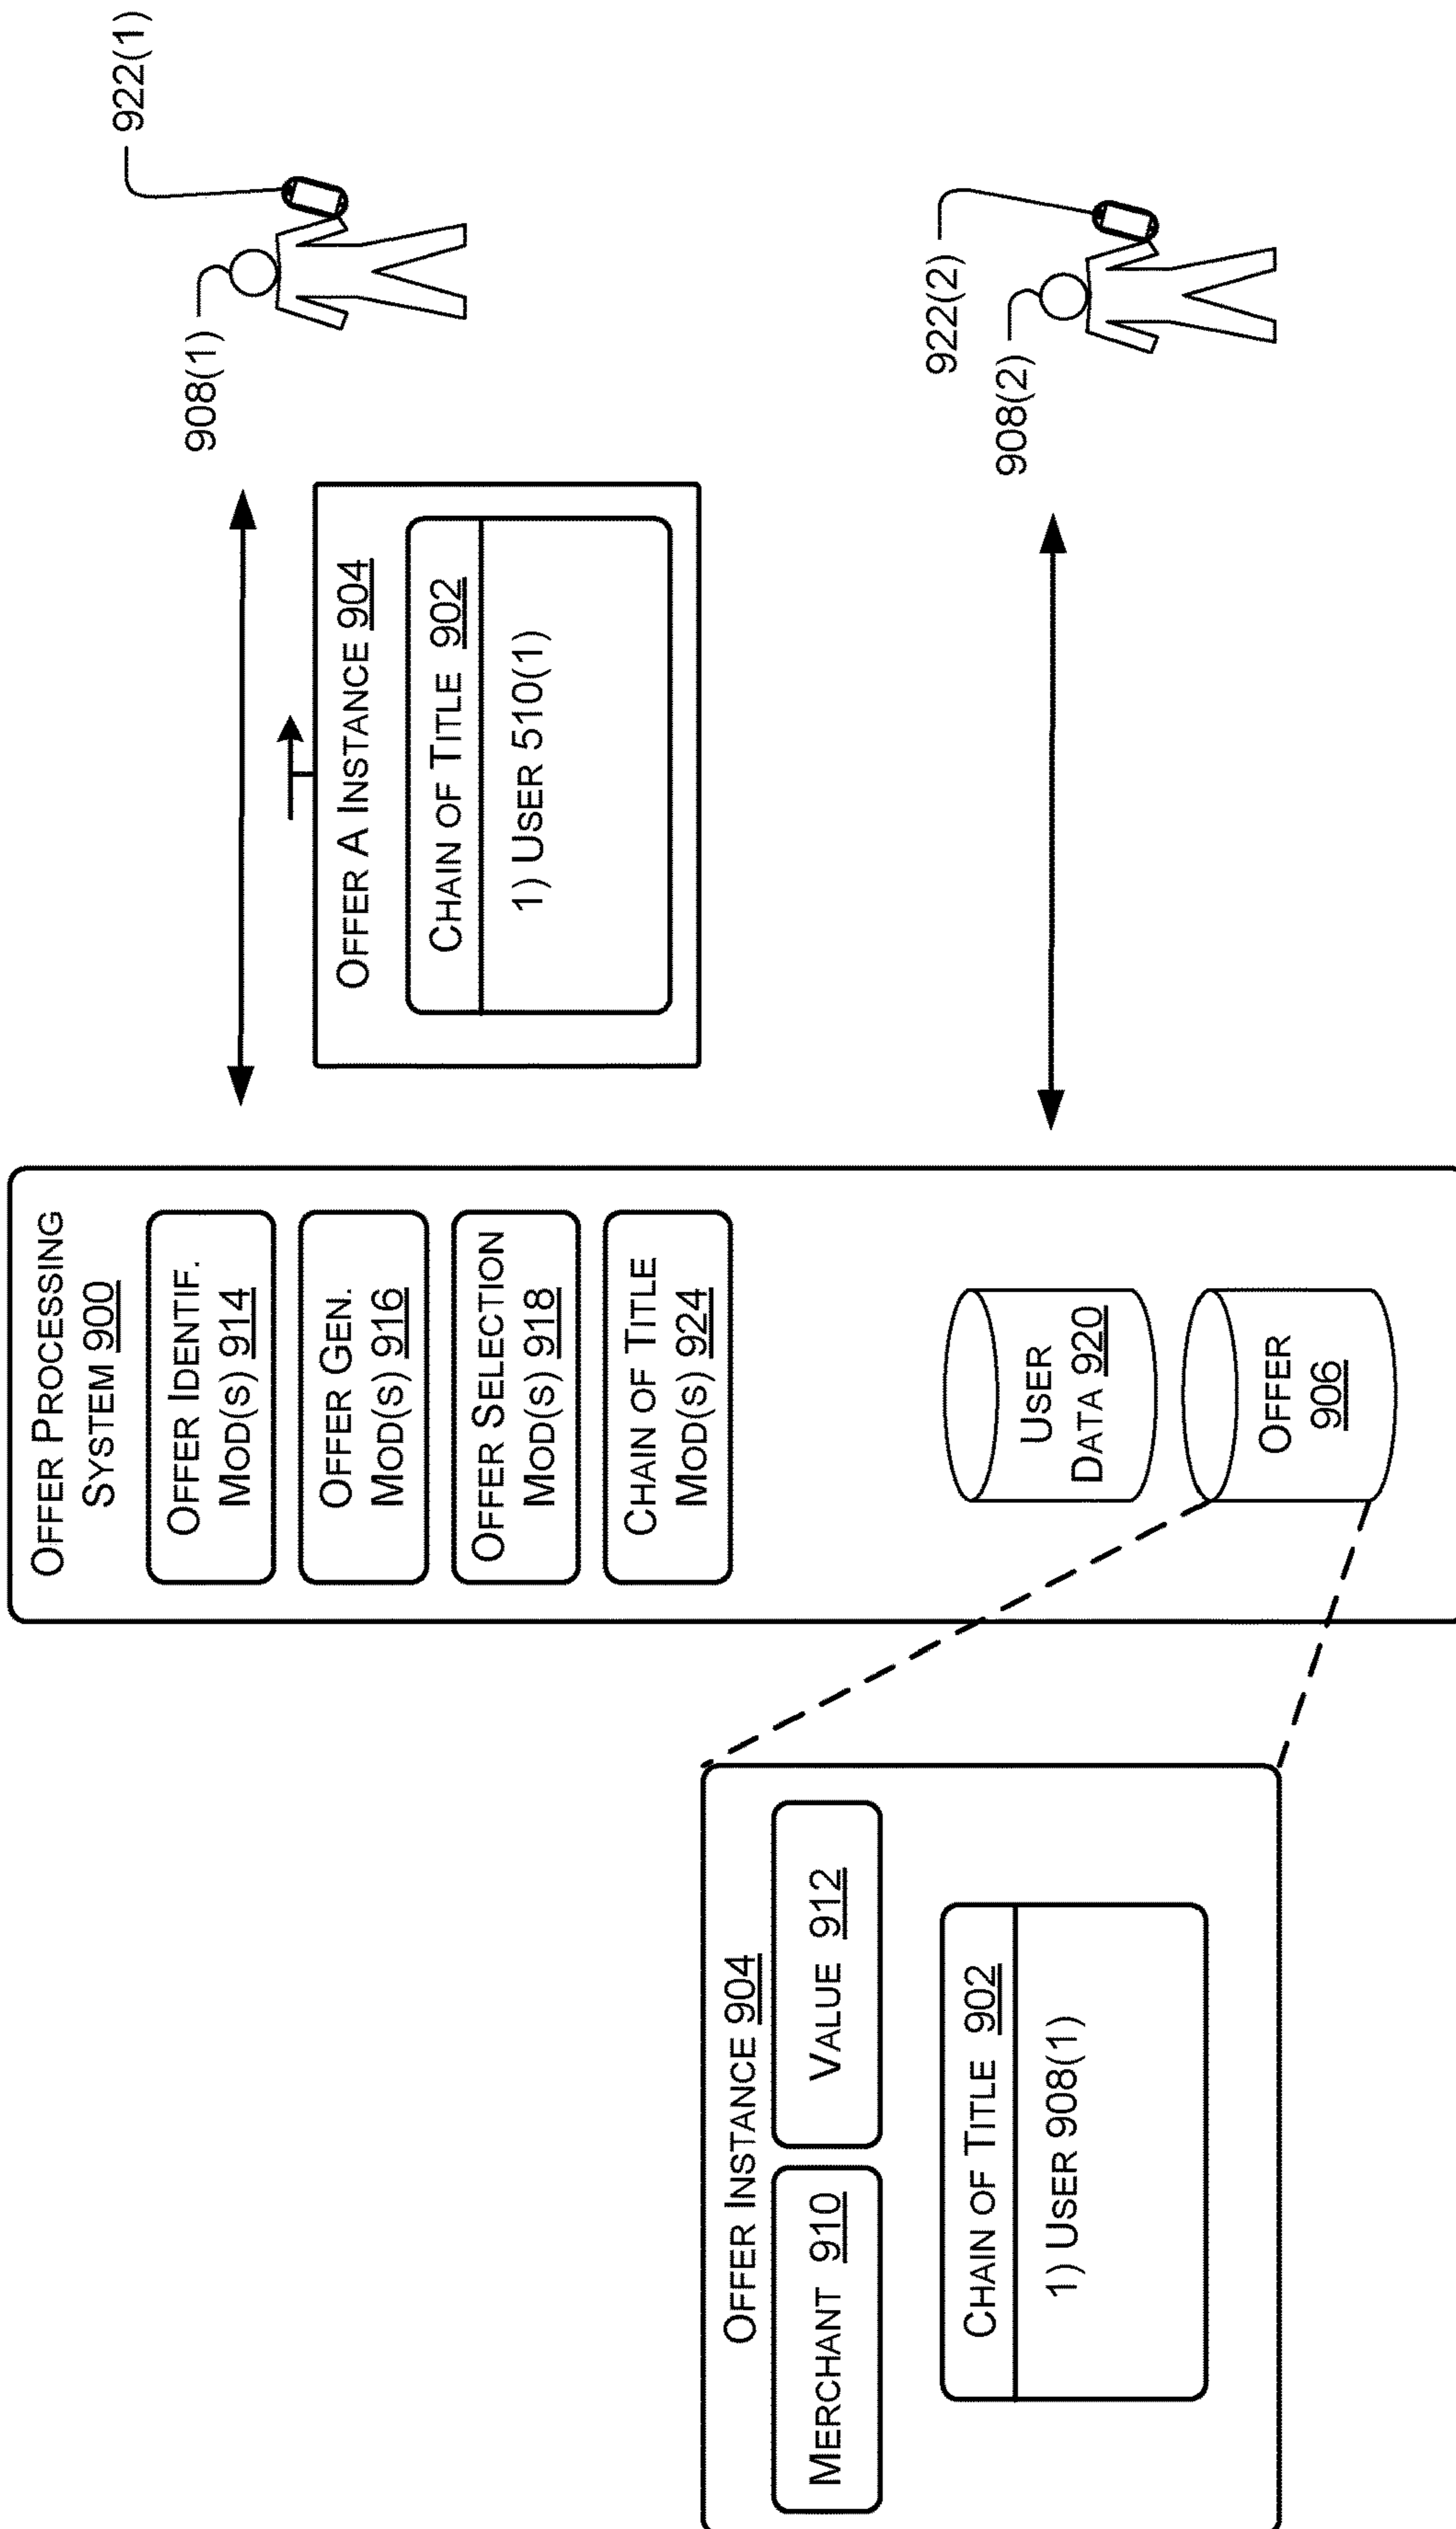 OFFER INSTANCE 904
MERCHANT 910
VALUE 912
CHAIN OF TITLE 902
1) USER 908(1)
OFFER PROCESSING
SYSTEM 900
OFFER IDENTIF.
MOD(S) 914
OFFER GEN.
MOD(S) 916
OFFER SELECTION
MOD(S) 918
CHAIN OF TITLE
MOD(S) 924
USER
DATA 920
OFFER
906
OFFER A INSTANCE 904
CHAIN OF TITLE 902
1) USER 510(1)
908(1)
922(1)
922(2)
908(2)